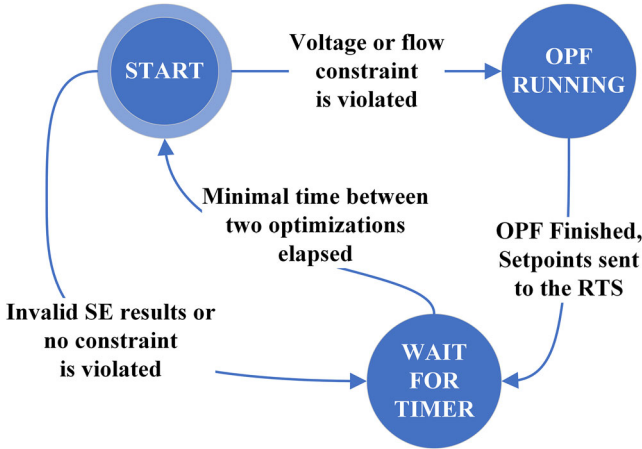 START
Voltage or flow
constraint
is violated
OPF
RUNNING
Minimal time between
two optimizations
elapsed
OPF Finished,
Setpoints sent
to the RTS
Invalid SE results or
no constraint
is violated
WAIT
FOR
TIMER